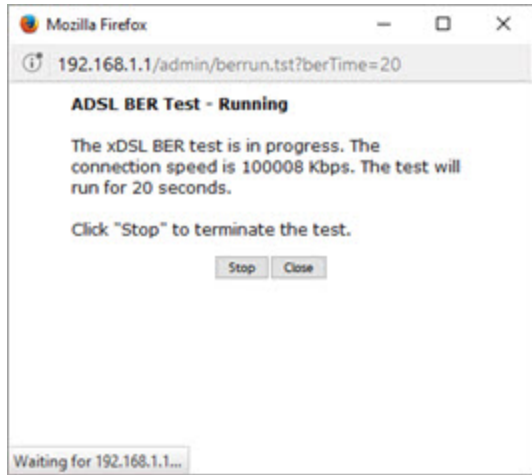 Mozilla Firefox
192.168.1.1/admin/berrun.tst?berTime=20
ADSL BER Test - Running
The xDSL BER test is in progress. The
connection speed is 100008 Kbps. The test will
run for 20 seconds.
Click "Stop" to terminate the test.
Stop Close
Waiting for 192.168.1.1...